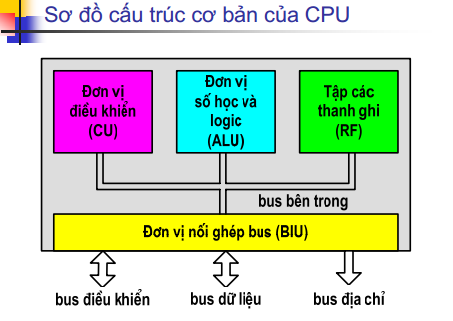 Sơ đồ cấu trúc cơ bản của CPU
Đơn vị
điều khiển
(CU)
Đơn vị
số học và
logic
(ALU)
Tập các
thanh ghi
(RF)
bus bên trong
Đơn vị nối ghép bus (BIU)
bus điều khiển
bus dữ liệu
bus địa chỉ